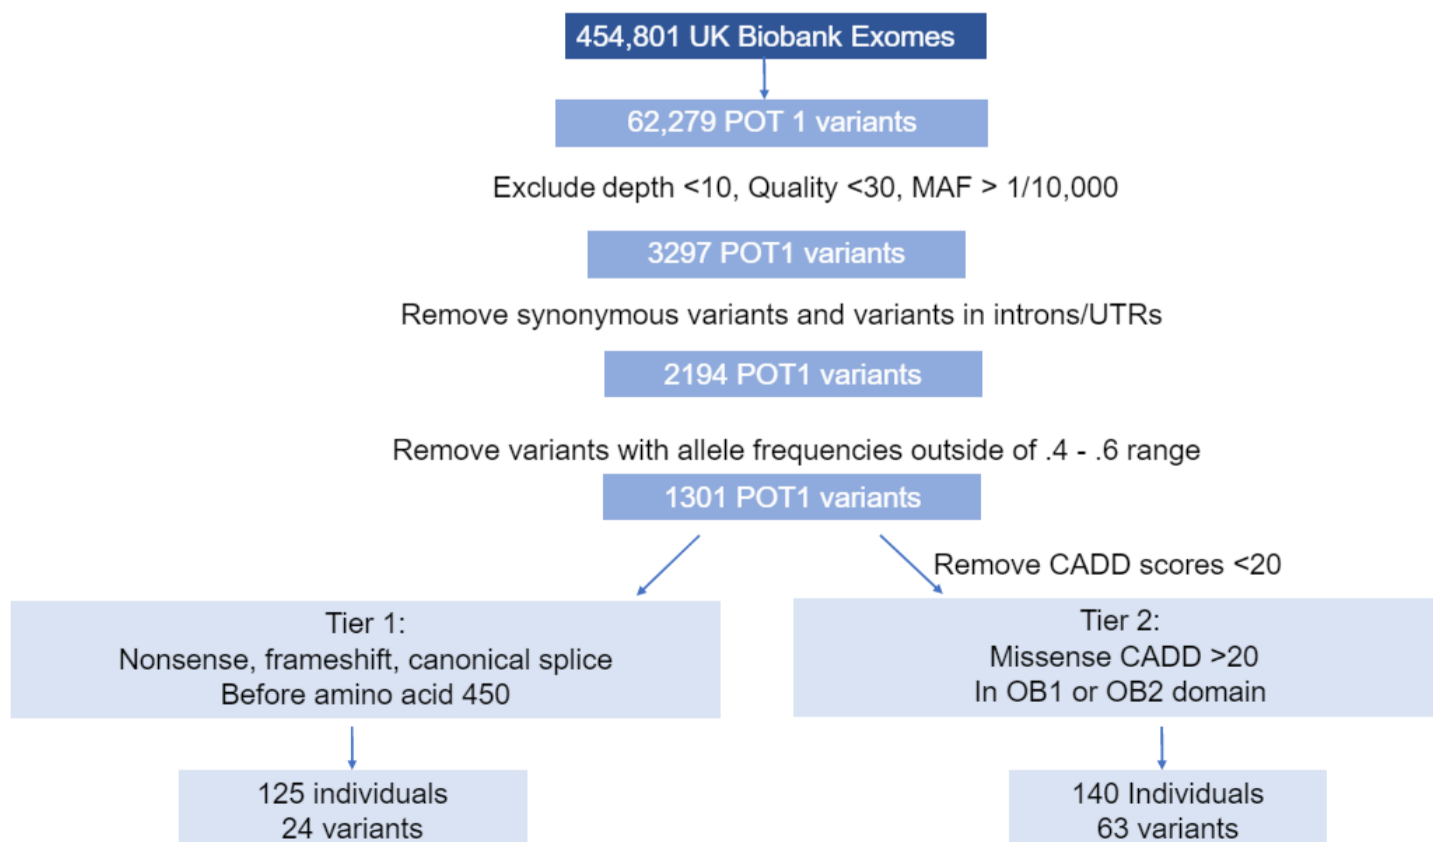 454,801 UK Biobank Exomes
62,279 POT 1 variants
Exclude depth <10, Quality <30, MAF > 1/10,000
3297 POT1 variants
Remove synonymous variants and variants in introns/UTRs
2194 POT1 variants
Remove variants with allele frequencies outside of .4 - .6 range
1301 POT1 variants
Remove CADD scores <20
Tier 1:
Nonsense, frameshift, canonical splice
Before amino acid 450
Tier 2:
Missense CADD >20
In OB1 or OB2 domain
125 individuals
24 variants
140 Individuals
63 variants